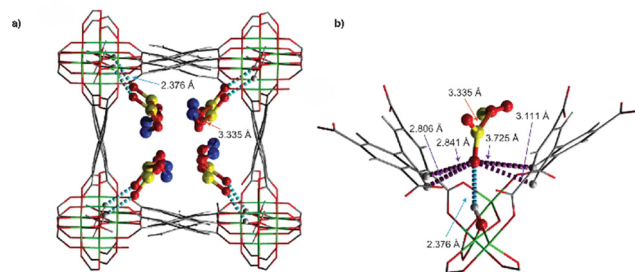 a)
2.376 Å
3.335 Å
b)
3.335 Å
3.111 Å
2.806 Å
2.841 Å
3.725 Å
2.376 Å